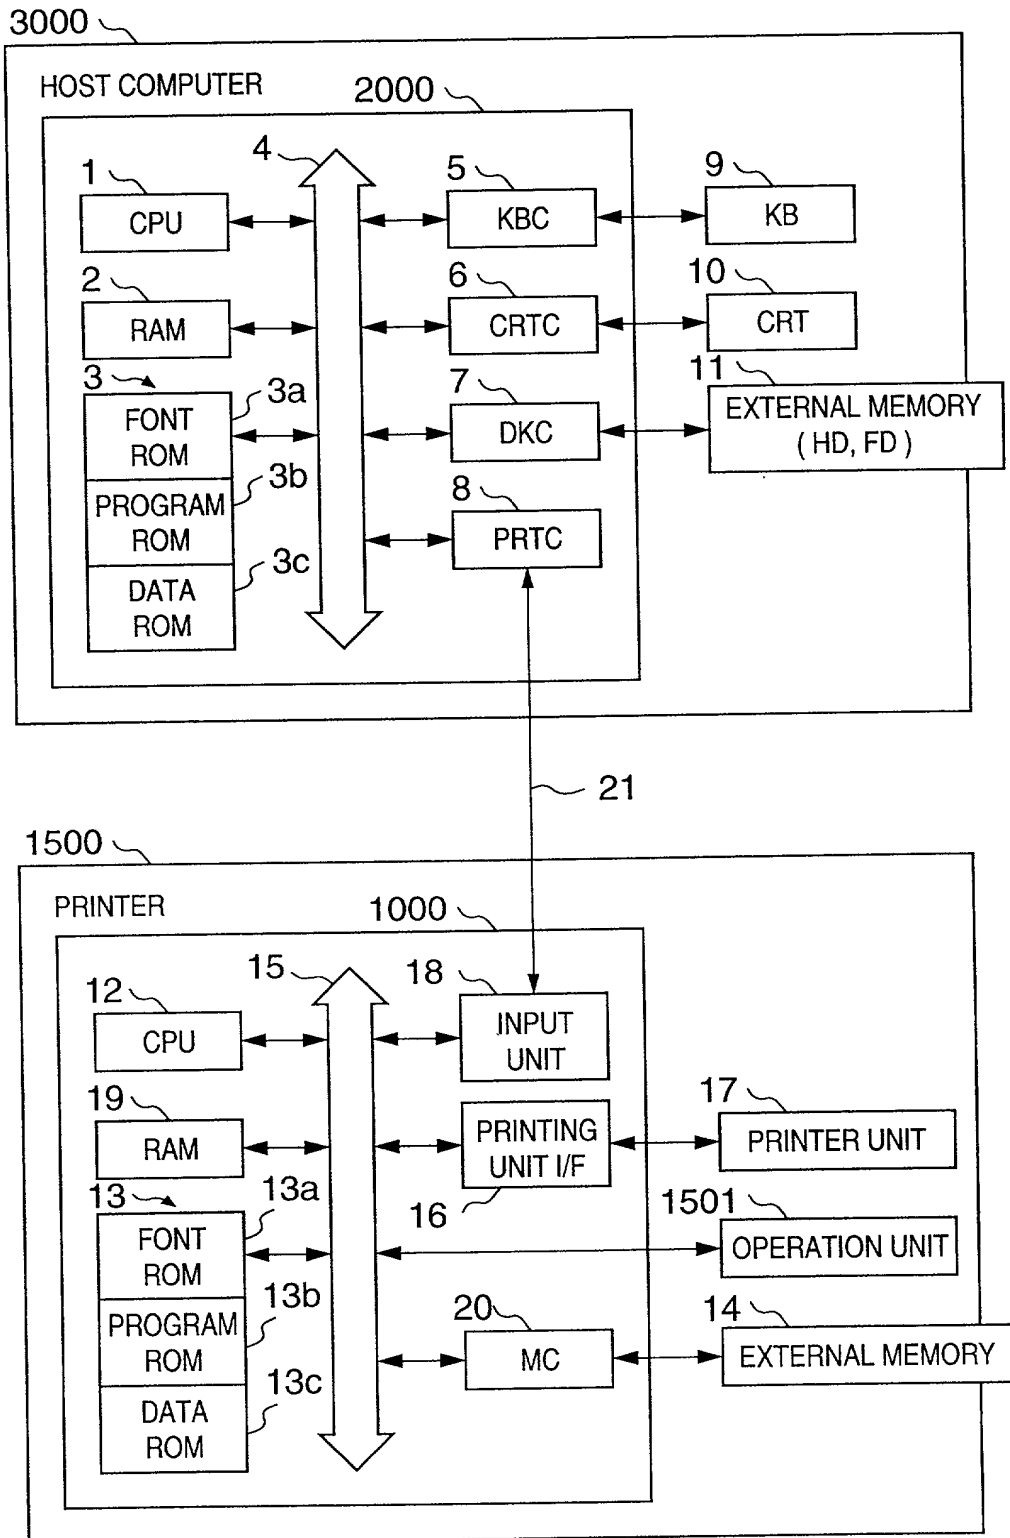 3000
HOST COMPUTER
2000
4
1
CPU
5
KBC
9
KB
2
RAM
6
CRTC
10
CRT
3
3a
FONT
ROM
7
DKC
11
EXTERNAL MEMORY
( HD, FD )
3b
PROGRAM
ROM
8
PRTC
3c
DATA
ROM
21
1500
PRINTER
1000
15
12
CPU
18
INPUT
UNIT
19
RAM
PRINTING
UNIT I/F
16
17
PRINTER UNIT
13
13a
FONT
ROM
1501
OPERATION UNIT
13b
PROGRAM
ROM
20
MC
14
EXTERNAL MEMORY
13c
DATA
ROM